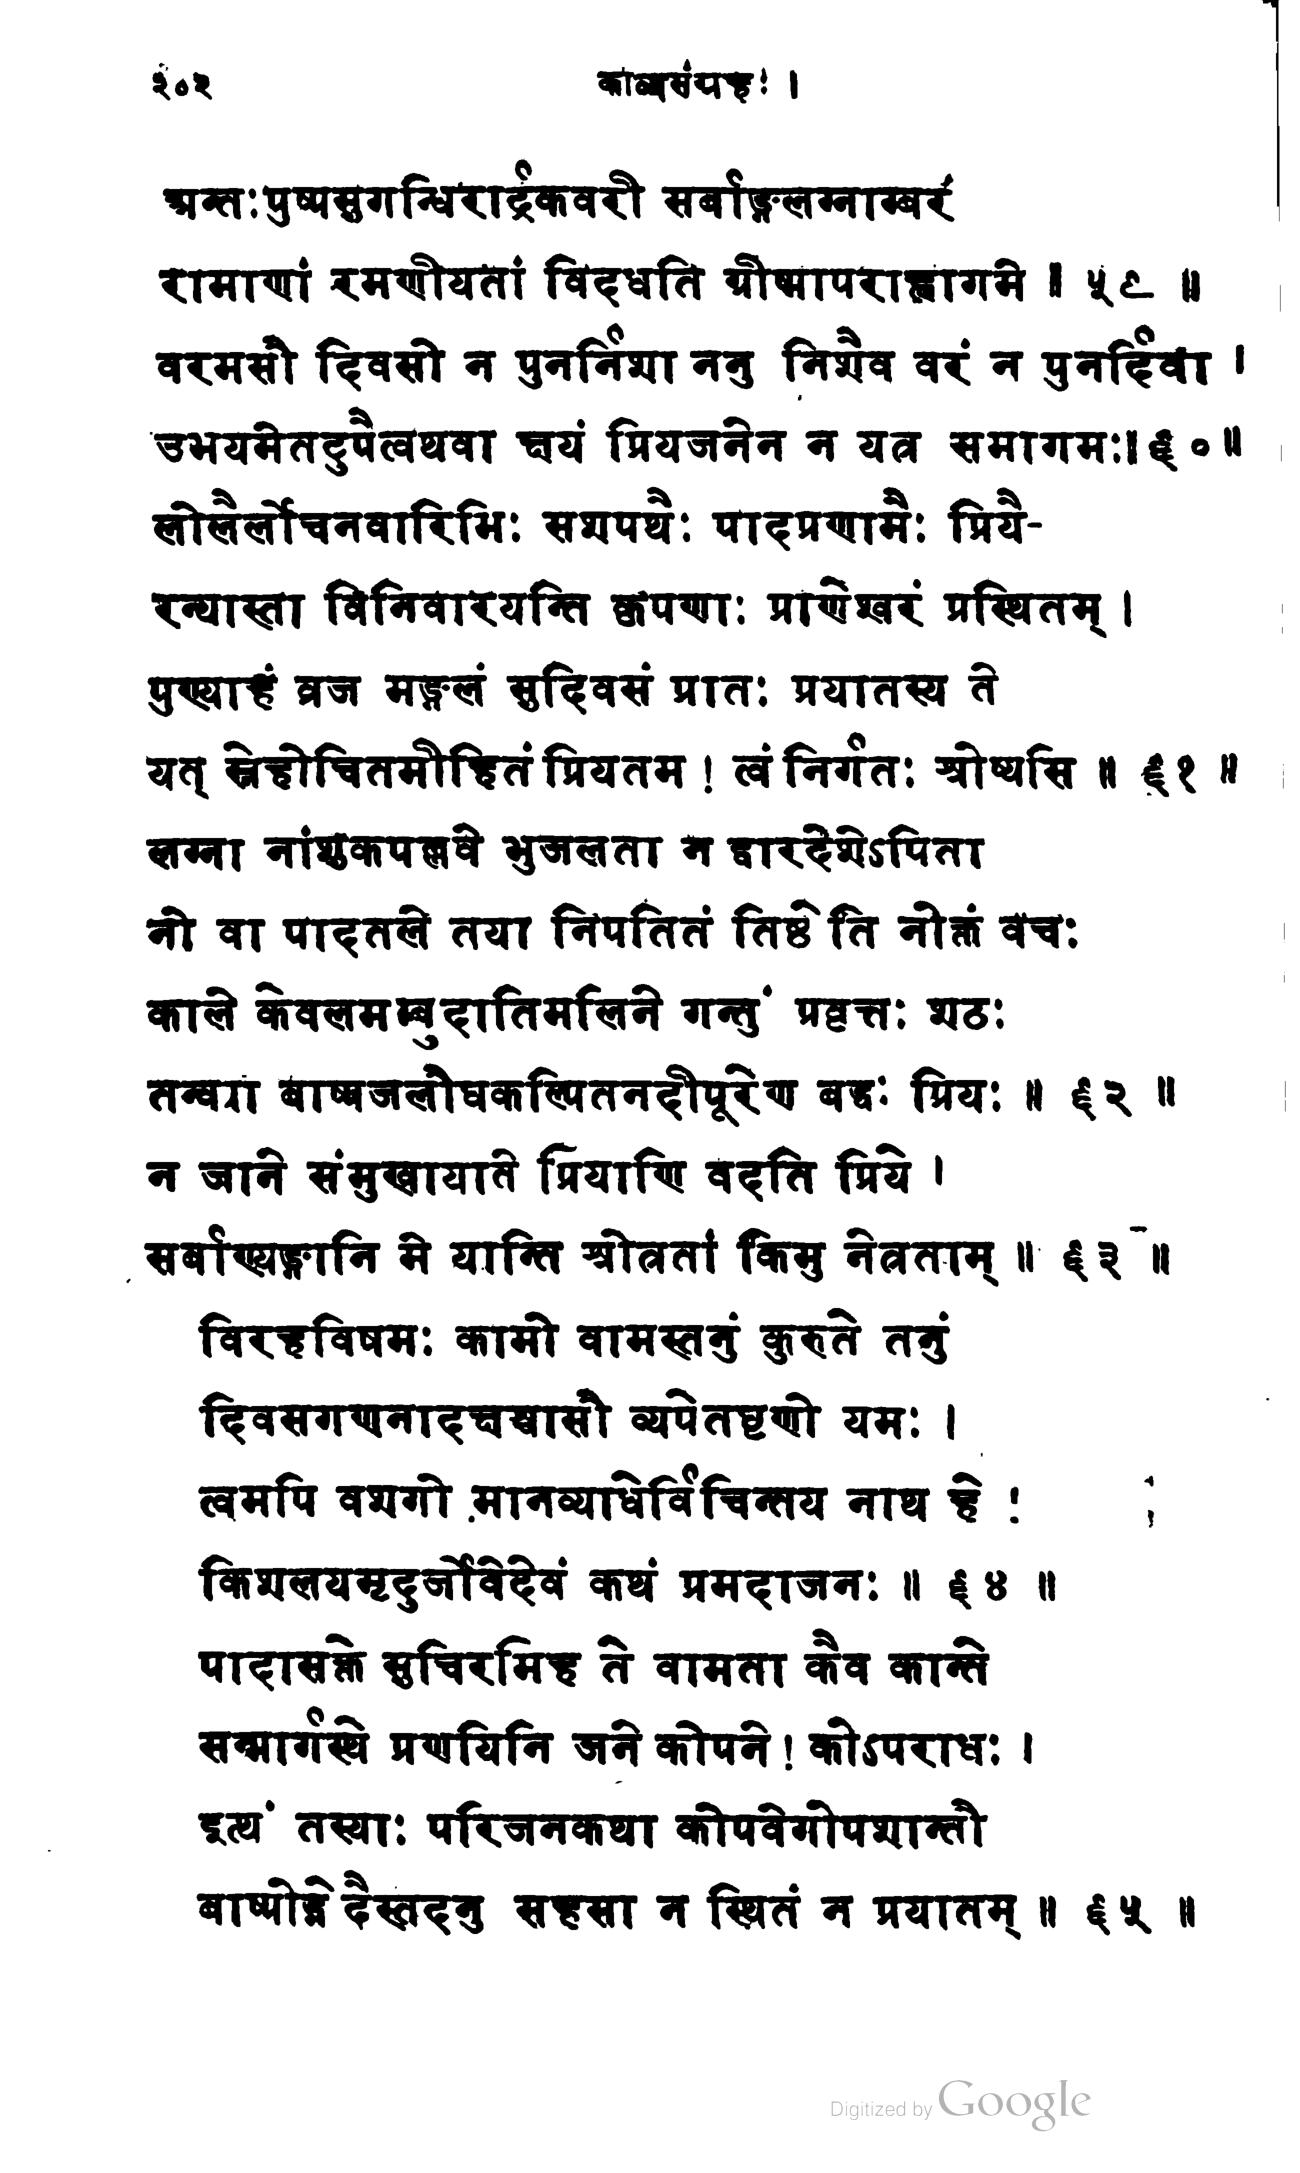 २०२ काव्यसंग्रहः ।
अन्तःपुष्पसुगन्धिरार्द्रकवरी सर्बाङ्गलग्नाम्बरं
रामाणां रमणीयतां विदधति ग्रीष्मापराह्णागमे ॥ ५९ ॥
वरमसौ दिवसो न पुनर्निशा ननु निशैव वरं न पुनर्दिवा ।
उभयमेतदुपैत्वथवा क्षयं प्रियजनेन न यत्र समागमः॥६०॥
लोलैर्लोचनवारिभिः सशपथैः पादप्रणामैः प्रियै-
रन्यास्ता विनिवारयन्ति कृपणाः प्राणेश्वरं प्रस्थितम् ।
पुण्याहं व्रज मङ्गलं सुदिवसं प्रातः प्रयातस्य ते
यत् स्नेहोचितमीहितं प्रियतम ! त्वं निर्गतः श्रोष्यसि ॥ ६१ ॥
लग्ना नांशुकपल्लवे भुजलता न द्वारदेशेऽपिता
नो वा पादतले तया निपतितं तिष्ठेति नोक्तं वचः
काले केवलमम्बुदातिमलिने गन्तुं प्रवृत्तः शठः
तन्व्या बाष्पजलौघकल्पितनदीपूरेण बद्धः प्रियः ॥ ६२ ॥
न जाने संमुखायाते प्रियाणि वदति प्रिये ।
सर्बाण्यङ्गानि मे यान्ति श्रोत्रतां किमु नेत्रताम् ॥ ६३ ॥
विरहविषमः कामो वामस्तनुं कुरुते तनुं
दिवसगणनादक्षश्चासौ व्यपेतघृणो यमः ।
त्वमपि वशगो मानव्याधेर्विचिन्तय नाथ हे !
किशलयमृदुर्जीवेदेवं कथं प्रमदाजनः ॥ ६४ ॥
पादासक्ते सुचिरमिह ते वामता कैव कान्ते
सन्मार्गस्थे प्रणयिनि जने कोपने ! कोऽपराधः ।
इत्थं तस्याः परिजनकथा कोपवेगोपशान्तौ
बाष्पोद्भेदैस्तदनु सहसा न स्थितं न प्रयातम् ॥ ६५ ॥
Digitized by Google